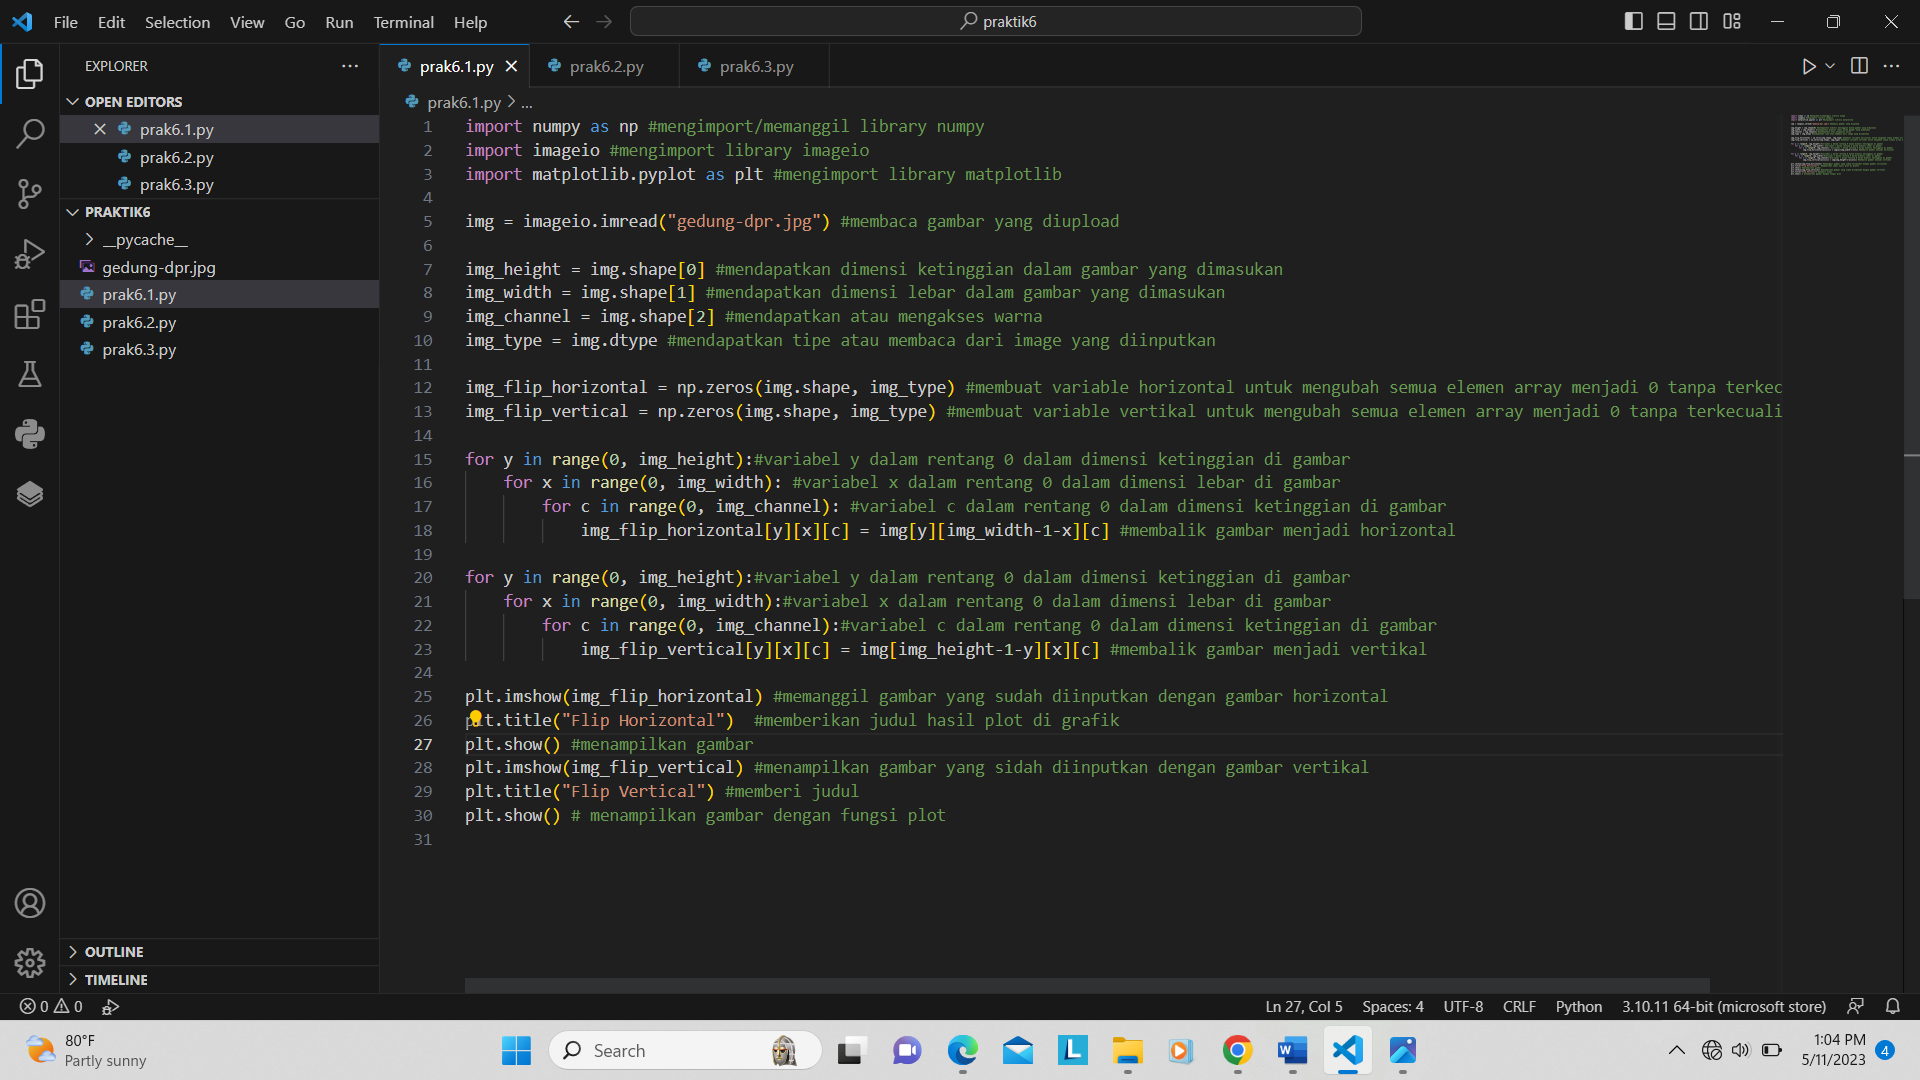 File Edit Selection View Go Run Terminal Help
praktik6
EXPLORER
OPEN EDITORS
prak6.1.py
prak6.2.py
prak6.3.py
PRAKTIK6
__pycache__
gedung-dpr.jpg
prak6.1.py
prak6.2.py
prak6.3.py
OUTLINE
TIMELINE
prak6.1.py prak6.2.py prak6.3.py
prak6.1.py > ...
1 import numpy as np #mengimport/memanggil library numpy
2 import imageio #mengimport library imageio
3 import matplotlib.pyplot as plt #mengimport library matplotlib
4
5 img = imageio.imread("gedung-dpr.jpg") #membaca gambar yang diupload
6
7 img_height = img.shape[0] #mendapatkan dimensi ketinggian dalam gambar yang dimasukan
8 img_width = img.shape[1] #mendapatkan dimensi lebar dalam gambar yang dimasukan
9 img_channel = img.shape[2] #mendapatkan atau mengakses warna
10 img_type = img.dtype #mendapatkan tipe atau membaca dari image yang diinputkan
11
12 img_flip_horizontal = np.zeros(img.shape, img_type) #membuat variable horizontal untuk mengubah semua elemen array menjadi 0 tanpa terkec
13 img_flip_vertical = np.zeros(img.shape, img_type) #membuat variable vertikal untuk mengubah semua elemen array menjadi 0 tanpa terkecuali
14
15 for y in range(0, img_height):#variabel y dalam rentang 0 dalam dimensi ketinggian di gambar
16 for x in range(0, img_width): #variabel x dalam rentang 0 dalam dimensi lebar di gambar
17 for c in range(0, img_channel): #variabel c dalam rentang 0 dalam dimensi ketinggian di gambar
18 img_flip_horizontal[y][x][c] = img[y][img_width-1-x][c] #membalik gambar menjadi horizontal
19
20 for y in range(0, img_height):#variabel y dalam rentang 0 dalam dimensi ketinggian di gambar
21 for x in range(0, img_width):#variabel x dalam rentang 0 dalam dimensi lebar di gambar
22 for c in range(0, img_channel):#variabel c dalam rentang 0 dalam dimensi ketinggian di gambar
23 img_flip_vertical[y][x][c] = img[img_height-1-y][x][c] #membalik gambar menjadi vertikal
24
25 plt.imshow(img_flip_horizontal) #memanggil gambar yang sudah diinputkan dengan gambar horizontal
26 plt.title("Flip Horizontal") #memberikan judul hasil plot di grafik
27 plt.show() #menampilkan gambar
28 plt.imshow(img_flip_vertical) #menampilkan gambar yang sidah diinputkan dengan gambar vertikal
29 plt.title("Flip Vertical") #memberi judul
30 plt.show() # menampilkan gambar dengan fungsi plot
31
0 0 Ln 27, Col 5 Spaces: 4 UTF-8 CRLF Python 3.10.11 64-bit (microsoft store)
80°F
Partly sunny
Search
1:04 PM
5/11/2023
4